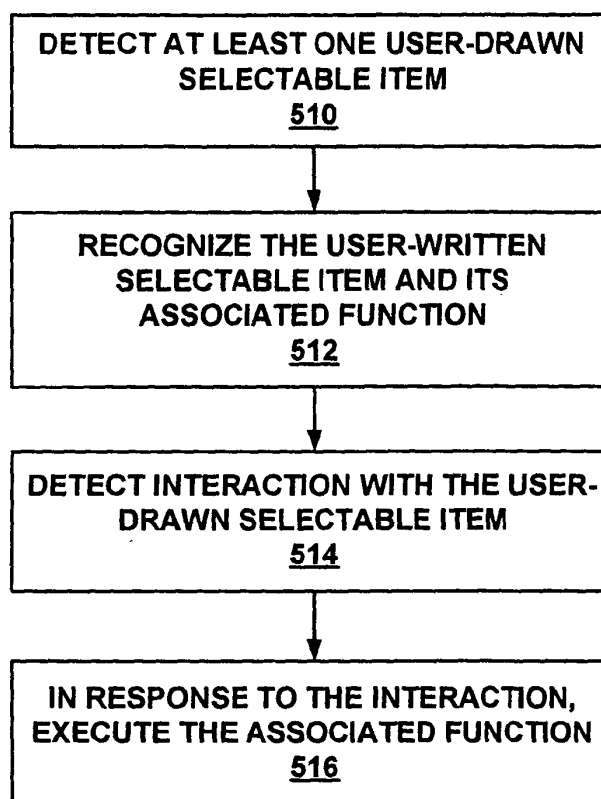 DETECT AT LEAST ONE USER-DRAWN
SELECTABLE ITEM
510
RECOGNIZE THE USER-WRITTEN
SELECTABLE ITEM AND ITS
ASSOCIATED FUNCTION
512
DETECT INTERACTION WITH THE USER-
DRAWN SELECTABLE ITEM
514
IN RESPONSE TO THE INTERACTION,
EXECUTE THE ASSOCIATED FUNCTION
516